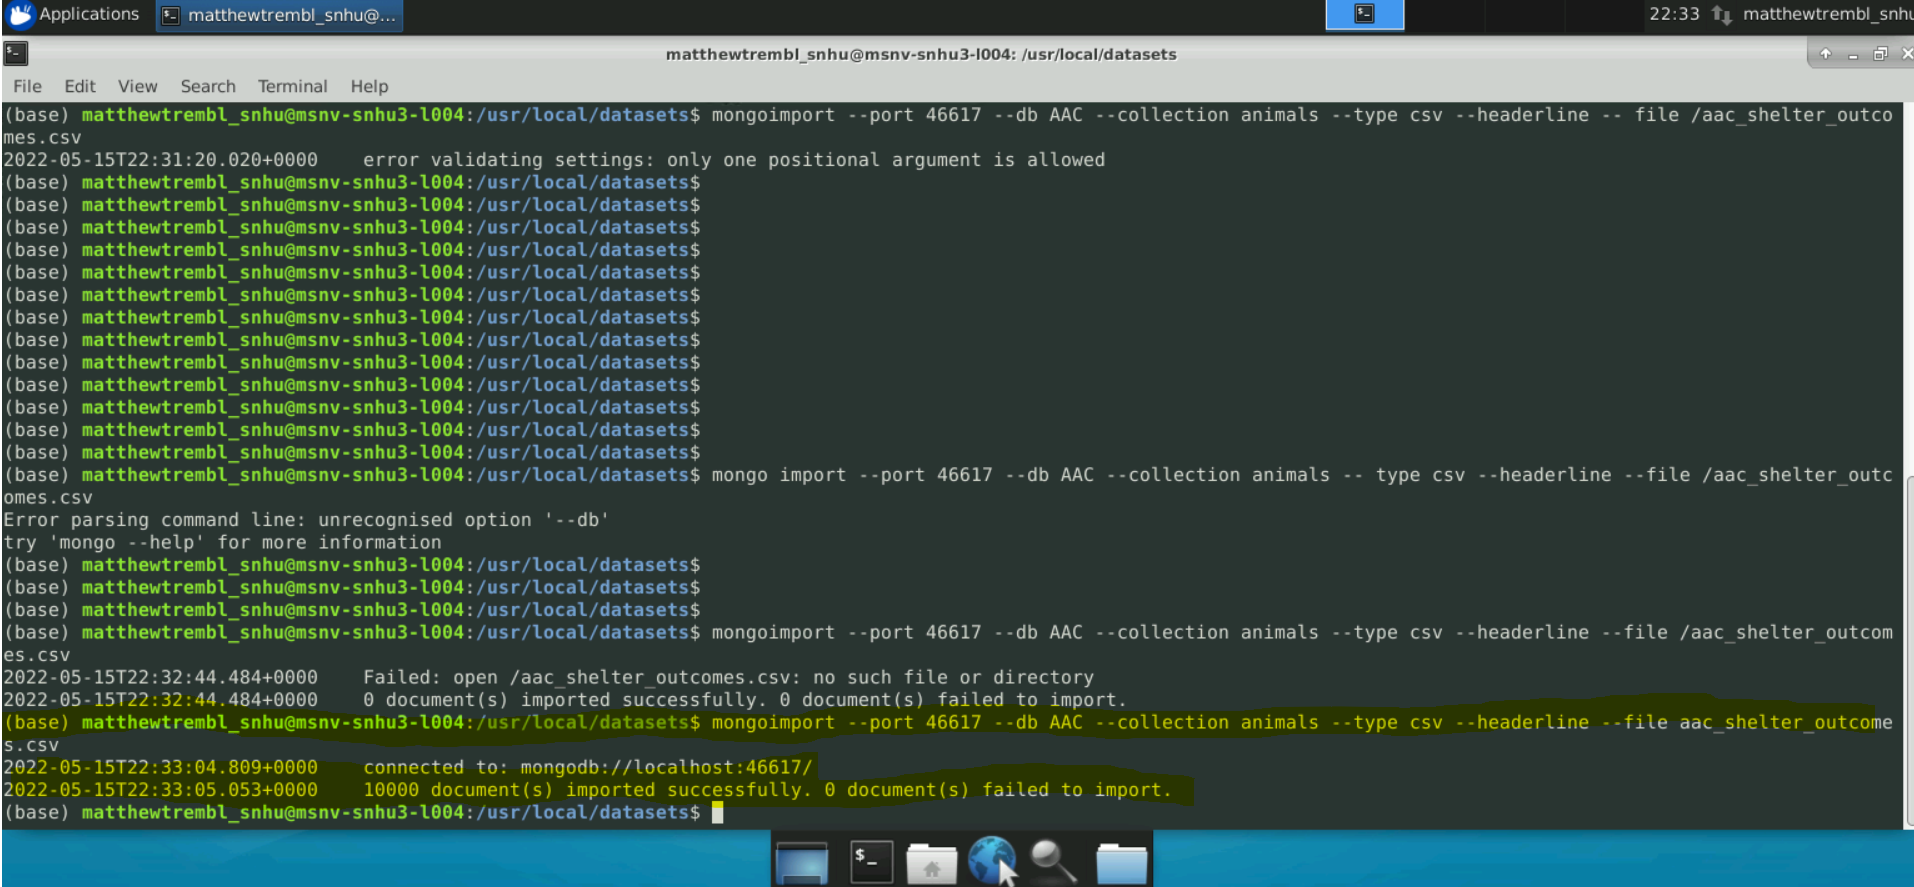 Applications matthewtrembl_snhu@... 22:33 matthewtrembl_snhu
matthewtrembl_snhu@msnv-snhu3-l004: /usr/local/datasets
File Edit View Search Terminal Help
(base) matthewtrembl_snhu@msnv-snhu3-l004:/usr/local/datasets$ mongoimport --port 46617 --db AAC --collection animals --type csv --headerline -- file /aac_shelter_outco
mes.csv
2022-05-15T22:31:20.020+0000    error validating settings: only one positional argument is allowed
(base) matthewtrembl_snhu@msnv-snhu3-l004:/usr/local/datasets$
(base) matthewtrembl_snhu@msnv-snhu3-l004:/usr/local/datasets$
(base) matthewtrembl_snhu@msnv-snhu3-l004:/usr/local/datasets$
(base) matthewtrembl_snhu@msnv-snhu3-l004:/usr/local/datasets$
(base) matthewtrembl_snhu@msnv-snhu3-l004:/usr/local/datasets$
(base) matthewtrembl_snhu@msnv-snhu3-l004:/usr/local/datasets$
(base) matthewtrembl_snhu@msnv-snhu3-l004:/usr/local/datasets$
(base) matthewtrembl_snhu@msnv-snhu3-l004:/usr/local/datasets$
(base) matthewtrembl_snhu@msnv-snhu3-l004:/usr/local/datasets$
(base) matthewtrembl_snhu@msnv-snhu3-l004:/usr/local/datasets$
(base) matthewtrembl_snhu@msnv-snhu3-l004:/usr/local/datasets$
(base) matthewtrembl_snhu@msnv-snhu3-l004:/usr/local/datasets$
(base) matthewtrembl_snhu@msnv-snhu3-l004:/usr/local/datasets$
(base) matthewtrembl_snhu@msnv-snhu3-l004:/usr/local/datasets$ mongo import --port 46617 --db AAC --collection animals -- type csv --headerline --file /aac_shelter_outc
omes.csv
Error parsing command line: unrecognised option '--db'
try 'mongo --help' for more information
(base) matthewtrembl_snhu@msnv-snhu3-l004:/usr/local/datasets$
(base) matthewtrembl_snhu@msnv-snhu3-l004:/usr/local/datasets$
(base) matthewtrembl_snhu@msnv-snhu3-l004:/usr/local/datasets$
(base) matthewtrembl_snhu@msnv-snhu3-l004:/usr/local/datasets$ mongoimport --port 46617 --db AAC --collection animals --type csv --headerline --file /aac_shelter_outcom
es.csv
2022-05-15T22:32:44.484+0000    Failed: open /aac_shelter_outcomes.csv: no such file or directory
2022-05-15T22:32:44.484+0000    0 document(s) imported successfully. 0 document(s) failed to import.
(base) matthewtrembl_snhu@msnv-snhu3-l004:/usr/local/datasets$ mongoimport --port 46617 --db AAC --collection animals --type csv --headerline --file aac_shelter_outcome
s.csv
2022-05-15T22:33:04.809+0000    connected to: mongodb://localhost:46617/
2022-05-15T22:33:05.053+0000    10000 document(s) imported successfully. 0 document(s) failed to import.
(base) matthewtrembl_snhu@msnv-snhu3-l004:/usr/local/datasets$